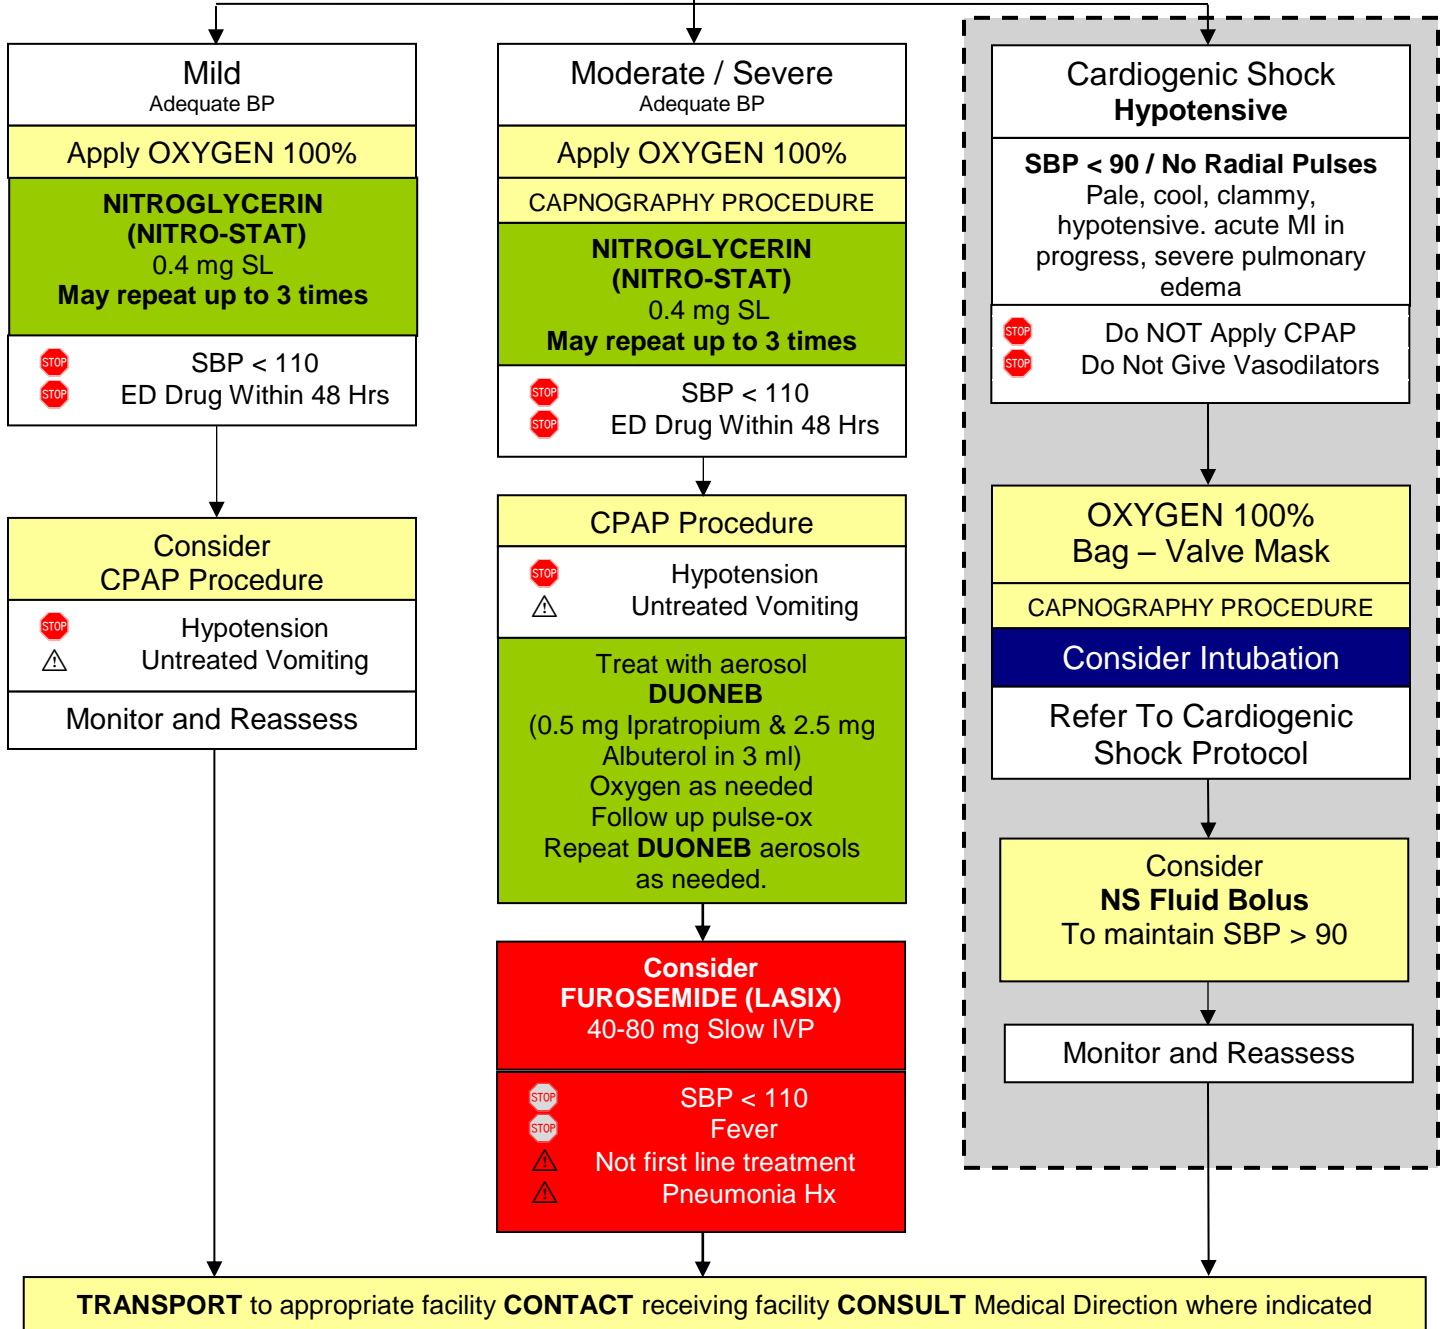 Mild
Adequate BP
Apply OXYGEN 100%
NITROGLYCERIN
(NITRO-STAT)
0.4 mg SL
May repeat up to 3 times
STOP SBP < 110
STOP ED Drug Within 48 Hrs
Consider
CPAP Procedure
STOP Hypotension
Untreated Vomiting
Monitor and Reassess
Moderate / Severe
Adequate BP
Apply OXYGEN 100%
CAPNOGRAPHY PROCEDURE
NITROGLYCERIN
(NITRO-STAT)
0.4 mg SL
May repeat up to 3 times
STOP SBP < 110
STOP ED Drug Within 48 Hrs
CPAP Procedure
STOP Hypotension
Untreated Vomiting
Treat with aerosol
DUONEB
(0.5 mg Ipratropium & 2.5 mg
Albuterol in 3 ml)
Oxygen as needed
Follow up pulse-ox
Repeat DUONEB aerosols
as needed.
Consider
FUROSEMIDE (LASIX)
40-80 mg Slow IVP
STOP SBP < 110
STOP Fever
Not first line treatment
Pneumonia Hx
Cardiogenic Shock
Hypotensive
SBP < 90 / No Radial Pulses
Pale, cool, clammy,
hypotensive. acute MI in
progress, severe pulmonary
edema
STOP Do NOT Apply CPAP
STOP Do Not Give Vasodilators
OXYGEN 100%
Bag – Valve Mask
CAPNOGRAPHY PROCEDURE
Consider Intubation
Refer To Cardiogenic
Shock Protocol
Consider
NS Fluid Bolus
To maintain SBP > 90
Monitor and Reassess
TRANSPORT to appropriate facility CONTACT receiving facility CONSULT Medical Direction where indicated